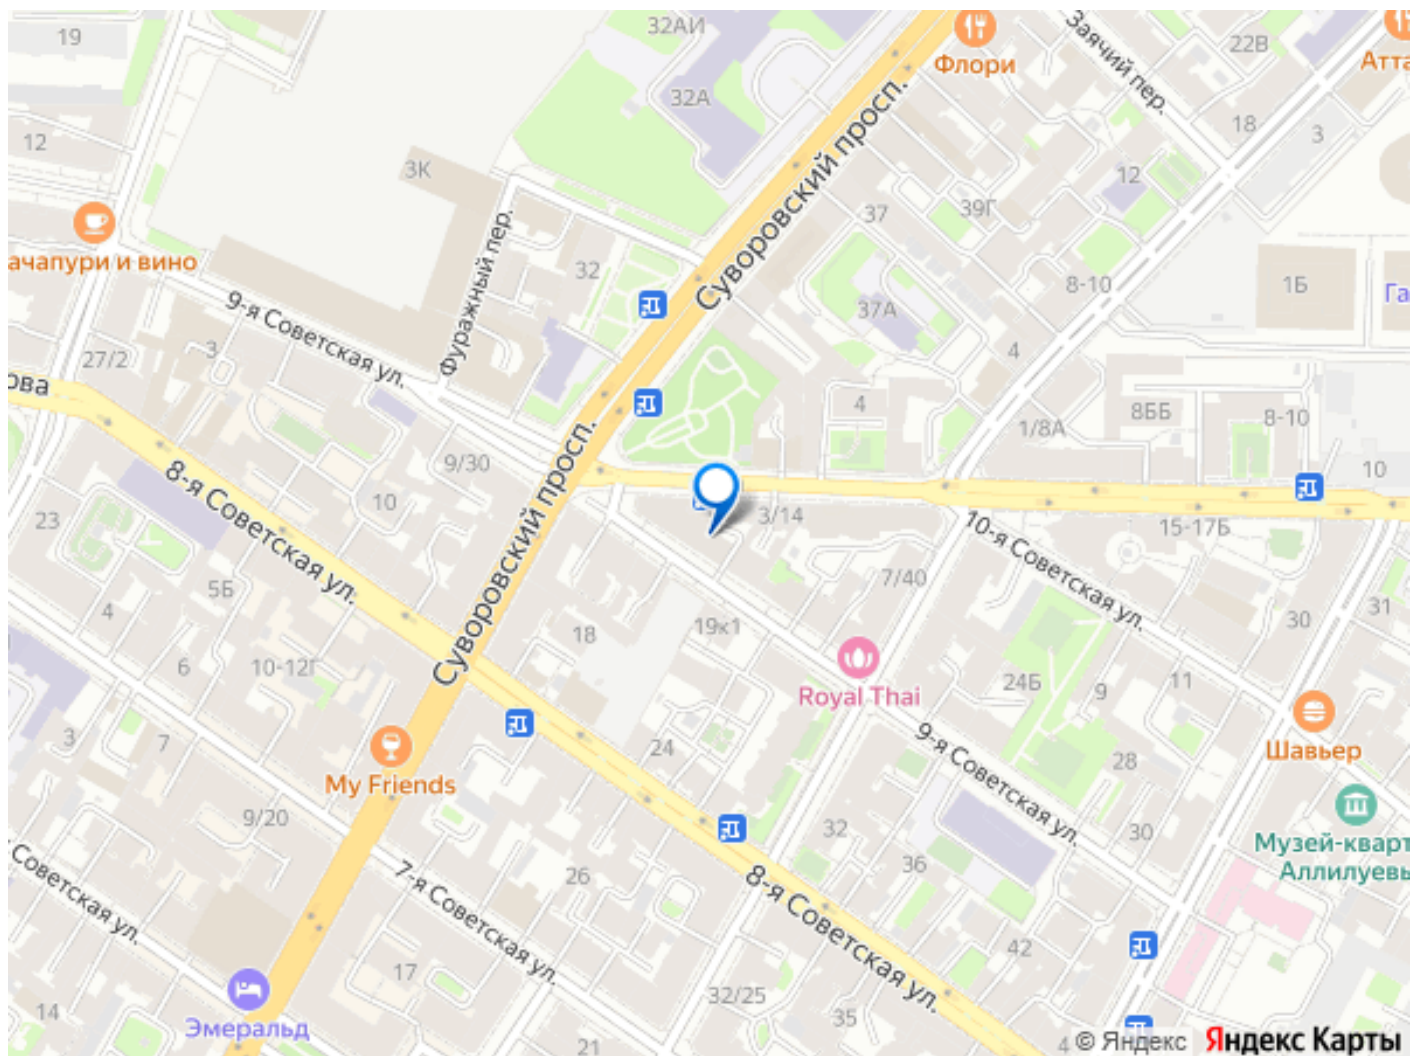 19
32АИ
Флори
Заячий пер.
22В
Атта
32А
18
3
12
3К
12
Суворовский просп.
37
39Г
ачапури и вино
Фуражный пер.
32
8-10
1Б
Га
9-я Советская ул.
37А
27/2
3
4
ова
4
8ББ
8-10
1/8А
9/30
10
8-я Советская ул.
10
Суворовский просп.
3/14
15-17Б
23
10-я Советская ул.
7/40
5Б
4
18
19к1
30
31
6
10-12Г
Royal Thai
24Б
9
11
3
7
24
9-я Советская ул.
28
Шавьер
My Friends
9/20
32
30
Музей-кварт
Аллилуевы
36
Советская ул.
7-я Советская ул.
26
8-я Советская ул.
42
17
32/25
14
Эмеральд
35
21
4
© Яндекс Яндекс Карты